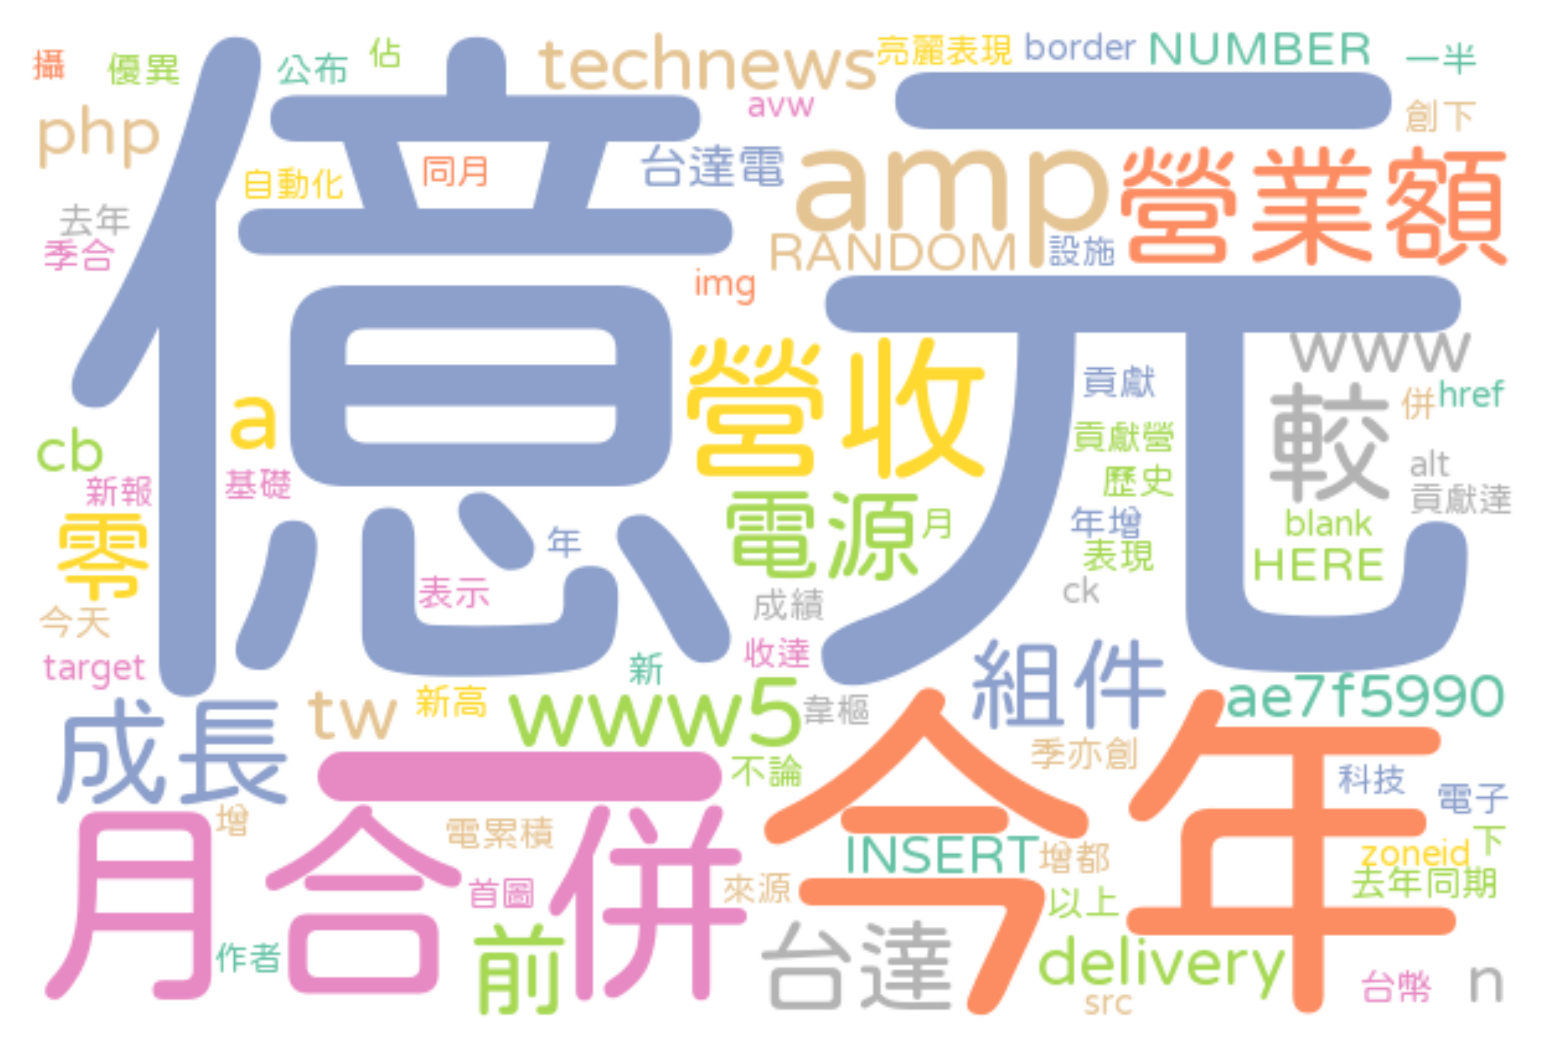 攝
優異
公布
佔
technews
亮麗表現
border
NUMBER
一半
php
avw
創下
億元
自動化
同月
台達電
amp
營業額
去年
季合
RANDOM
設施
img
www
營收
貢獻
較
併
href
a
cb
貢獻營
新報
基礎
歷史
alt
貢獻達
零
電源
月
年增
blank
年
表現
HERE
表示
ck
今天
成績
target
新
收達
組件
ae7f5990
成長
tw
新高
www5
韋樞
今年
季亦創
不論
科技
電子
月合併
增
電累積
INSERT
增都
zoneid
下
去年同期
首圖
來源
以上
作者
前
台達
delivery
台幣
n
src